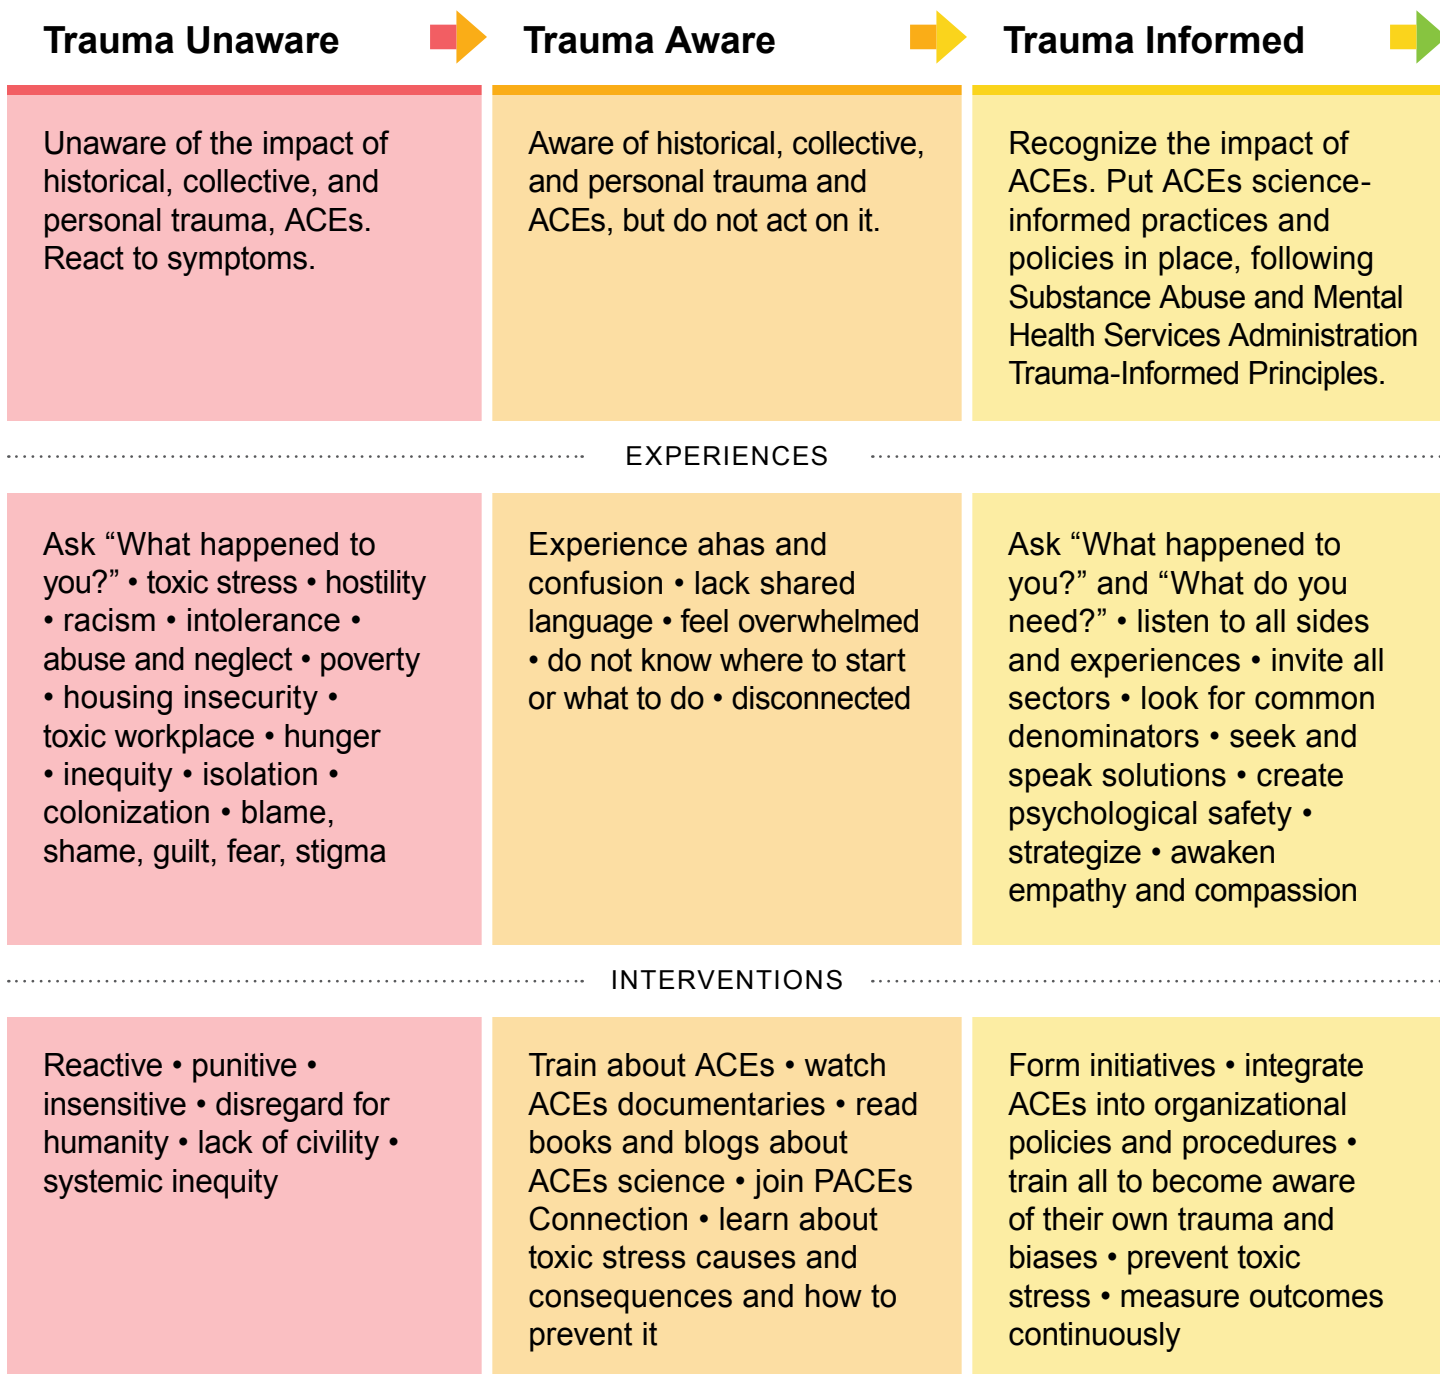 Trauma Unaware
Trauma Aware
Trauma Informed
Unaware of the impact of
historical, collective, and
personal trauma, ACEs.
React to symptoms.
Aware of historical, collective,
and personal trauma and
ACEs, but do not act on it.
Recognize the impact of
ACEs. Put ACEs science-
informed practices and
policies in place, following
Substance Abuse and Mental
Health Services Administration
Trauma-Informed Principles.
EXPERIENCES
Ask “What happened to
you?” • toxic stress • hostility
• racism • intolerance •
abuse and neglect • poverty
• housing insecurity •
toxic workplace • hunger
• inequity • isolation •
colonization • blame,
shame, guilt, fear, stigma
Experience ahas and
confusion • lack shared
language • feel overwhelmed
• do not know where to start
or what to do • disconnected
Ask “What happened to
you?” and “What do you
need?” • listen to all sides
and experiences • invite all
sectors • look for common
denominators • seek and
speak solutions • create
psychological safety •
strategize • awaken
empathy and compassion
INTERVENTIONS
Reactive • punitive •
insensitive • disregard for
humanity • lack of civility •
systemic inequity
Train about ACEs • watch
ACEs documentaries • read
books and blogs about
ACEs science • join PACEs
Connection • learn about
toxic stress causes and
consequences and how to
prevent it
Form initiatives • integrate
ACEs into organizational
policies and procedures •
train all to become aware
of their own trauma and
biases • prevent toxic
stress • measure outcomes
continuously